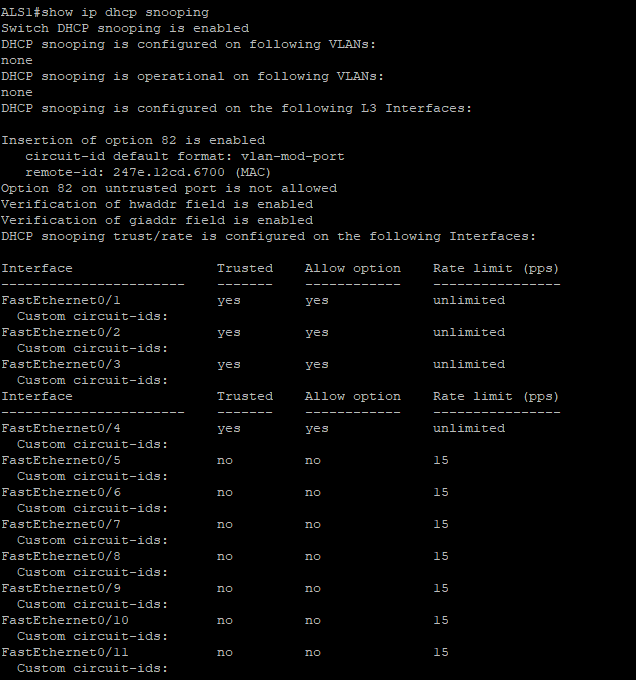 ALS1#show ip dhcp snooping
Switch DHCP snooping is enabled
DHCP snooping is configured on following VLANs:
none
DHCP snooping is operational on following VLANs:
none
DHCP snooping is configured on the following L3 Interfaces:

Insertion of option 82 is enabled
   circuit-id default format: vlan-mod-port
   remote-id: 247e.12cd.6700 (MAC)
Option 82 on untrusted port is not allowed
Verification of hwaddr field is enabled
Verification of giaddr field is enabled
DHCP snooping trust/rate is configured on the following Interfaces:

Interface                  Trusted    Allow option    Rate limit (pps)
-----------------------    -------    ------------    ----------------
FastEthernet0/1            yes        yes             unlimited
  Custom circuit-ids:
FastEthernet0/2            yes        yes             unlimited
  Custom circuit-ids:
FastEthernet0/3            yes        yes             unlimited
  Custom circuit-ids:
Interface                  Trusted    Allow option    Rate limit (pps)
-----------------------    -------    ------------    ----------------
FastEthernet0/4            yes        yes             unlimited
  Custom circuit-ids:
FastEthernet0/5            no         no              15
  Custom circuit-ids:
FastEthernet0/6            no         no              15
  Custom circuit-ids:
FastEthernet0/7            no         no              15
  Custom circuit-ids:
FastEthernet0/8            no         no              15
  Custom circuit-ids:
FastEthernet0/9            no         no              15
  Custom circuit-ids:
FastEthernet0/10           no         no              15
  Custom circuit-ids:
FastEthernet0/11           no         no              15
  Custom circuit-ids: